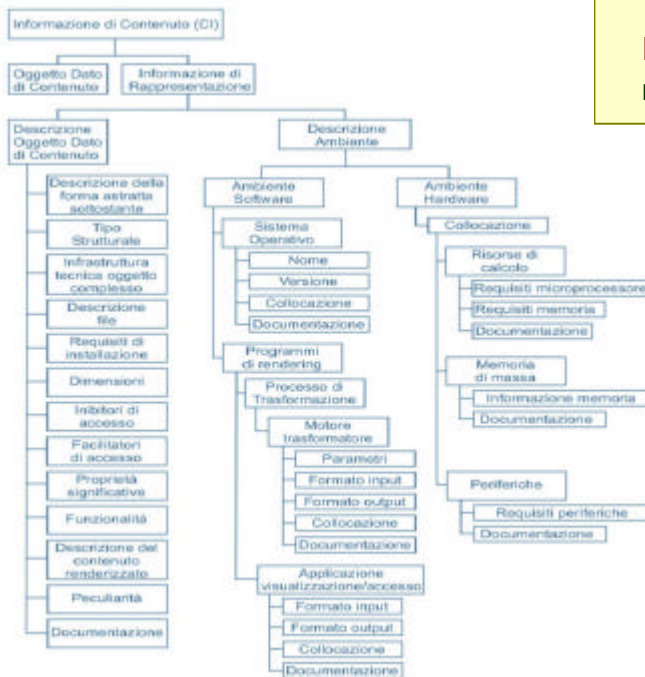 Informazione di Contenuto (CI)
Oggetto Dato
di Contenuto
Informazione di
Rappresentazione
Descrizione
Oggetto Dato
di Contenuto
Descrizione
Ambiente
Descrizione della
forma astratta
sottostante
Tipo
Strutturale
Infrastruttura
tecnica oggetto
complesso
Descrizione
file
Requisiti di
installazione
Dimensioni
Inibitori di
accesso
Facilitatori
di accesso
Proprietà
significative
Funzionalità
Descrizione del
contenuto
renderizzato
Peculiarità
Documentazione
Ambiente
Software
Sistema
Operativo
Nome
Versione
Collocazione
Documentazione
Programmi
di rendering
Processo di
Trasformazione
Motore
trasformatore
Parametri
Formato input
Formato output
Collocazione
Documentazione
Applicazione
visualizzazione/accesso
Formato input
Formato output
Collocazione
Documentazione
Ambiente
Hardware
Collocazione
Risorse di
calcolo
Requisiti microprocessore
Requisiti memoria
Documentazione
Memoria
di massa
Informazione memoria
Documentazione
Periferiche
Requisiti periferiche
Documentazione